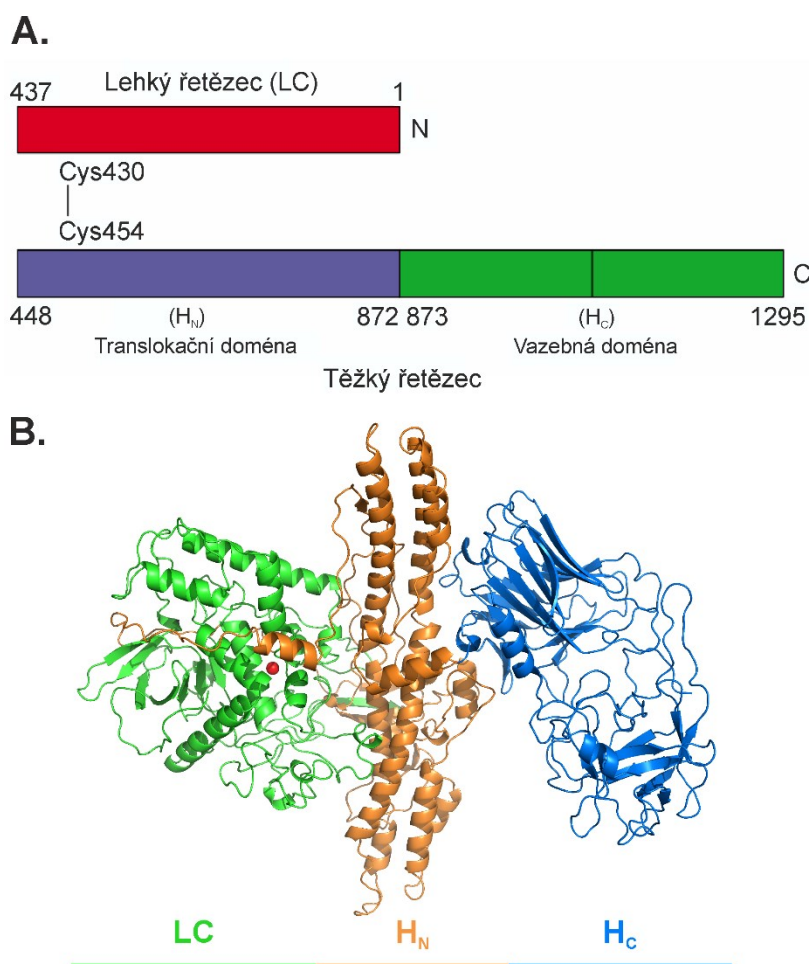 A.
Lehký řetězec (LC)
437 1
N
Cys430
Cys454
C
448 (HN) 872 873 (HC) 1295
Translokační doména Vazebná doména
Těžký řetězec
B.
LC HN HC